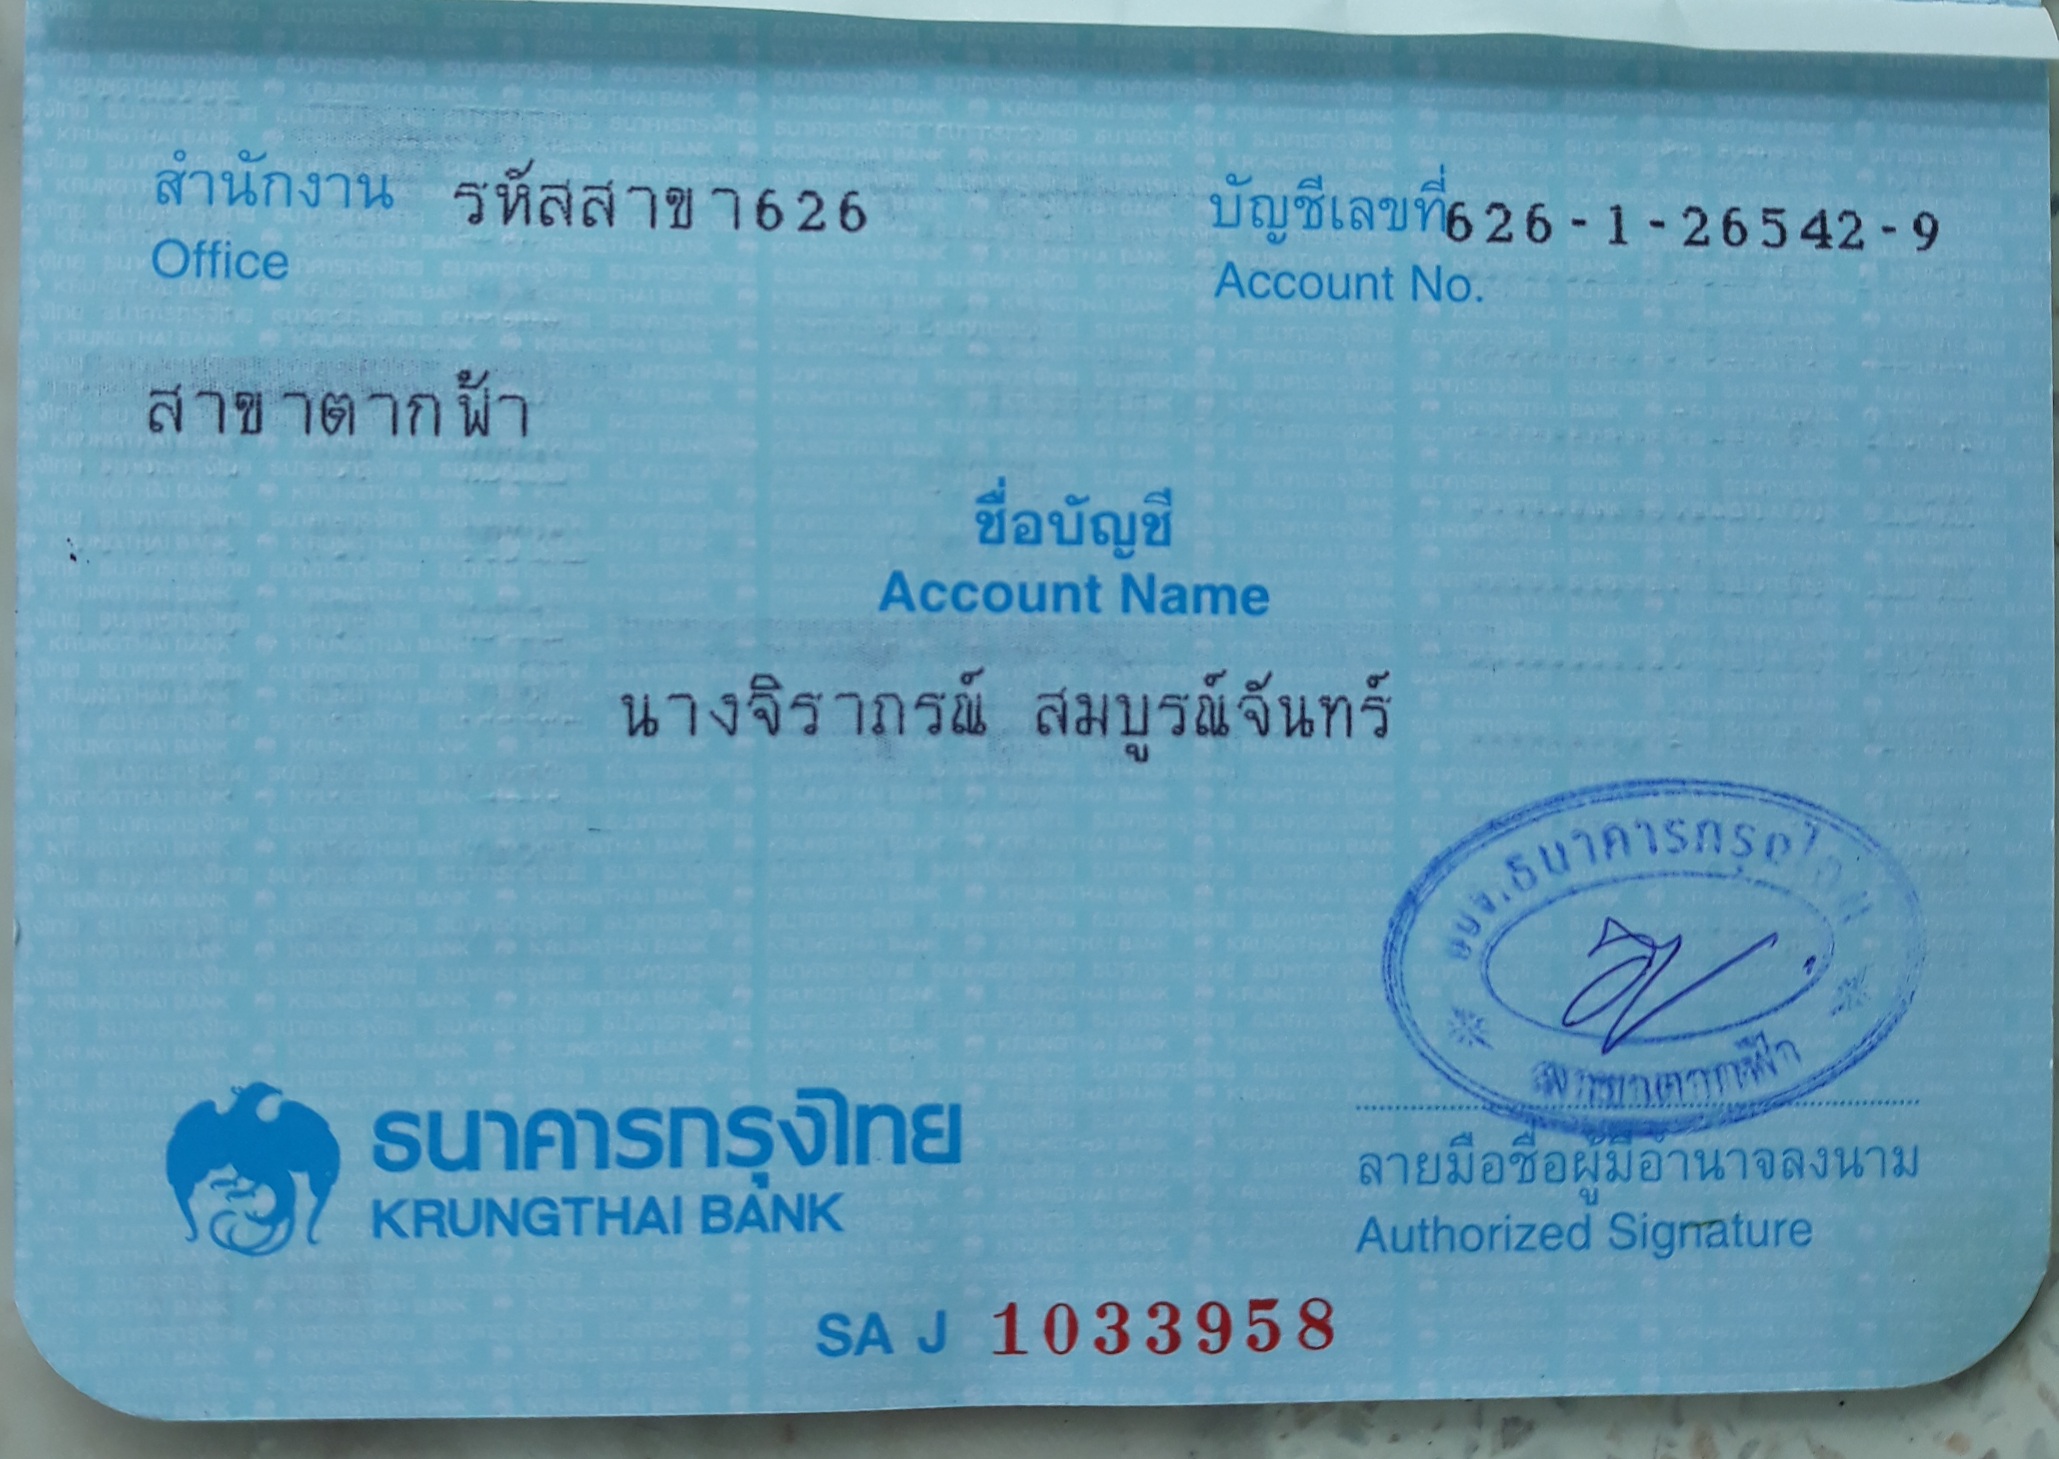 สำนักงาน รหัสสาขา626
Office
บัญชีเลขที่626-1-26542-9
Account No.
สาขาตากฟ้า
ชื่อบัญชี
Account Name
นางจิราภรณ์ สมบูรณ์จันทร์
บมจ.ธนาคารกรุงไทย
สาขาตากฟ้า
ธนาคารกรุงไทย
KRUNGTHAI BANK
ลายมือชื่อผู้มีอำนาจลงนาม
Authorized Signature
SA J 1033958